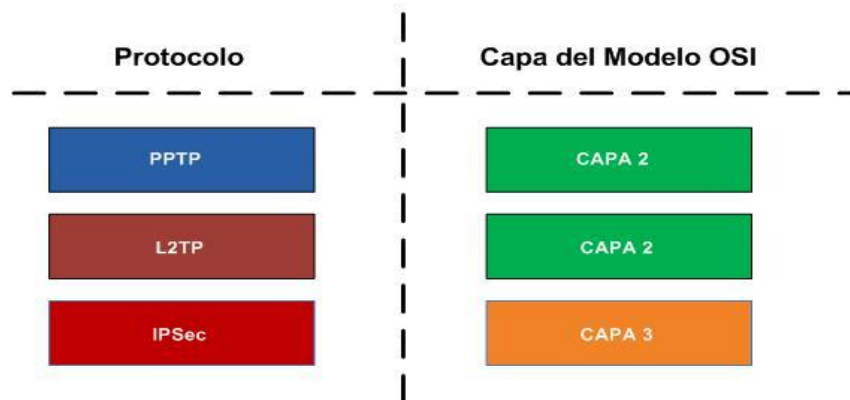 Protocolo
Capa del Modelo OSI
PPTP
CAPA 2
L2TP
CAPA 2
IPSec
CAPA 3